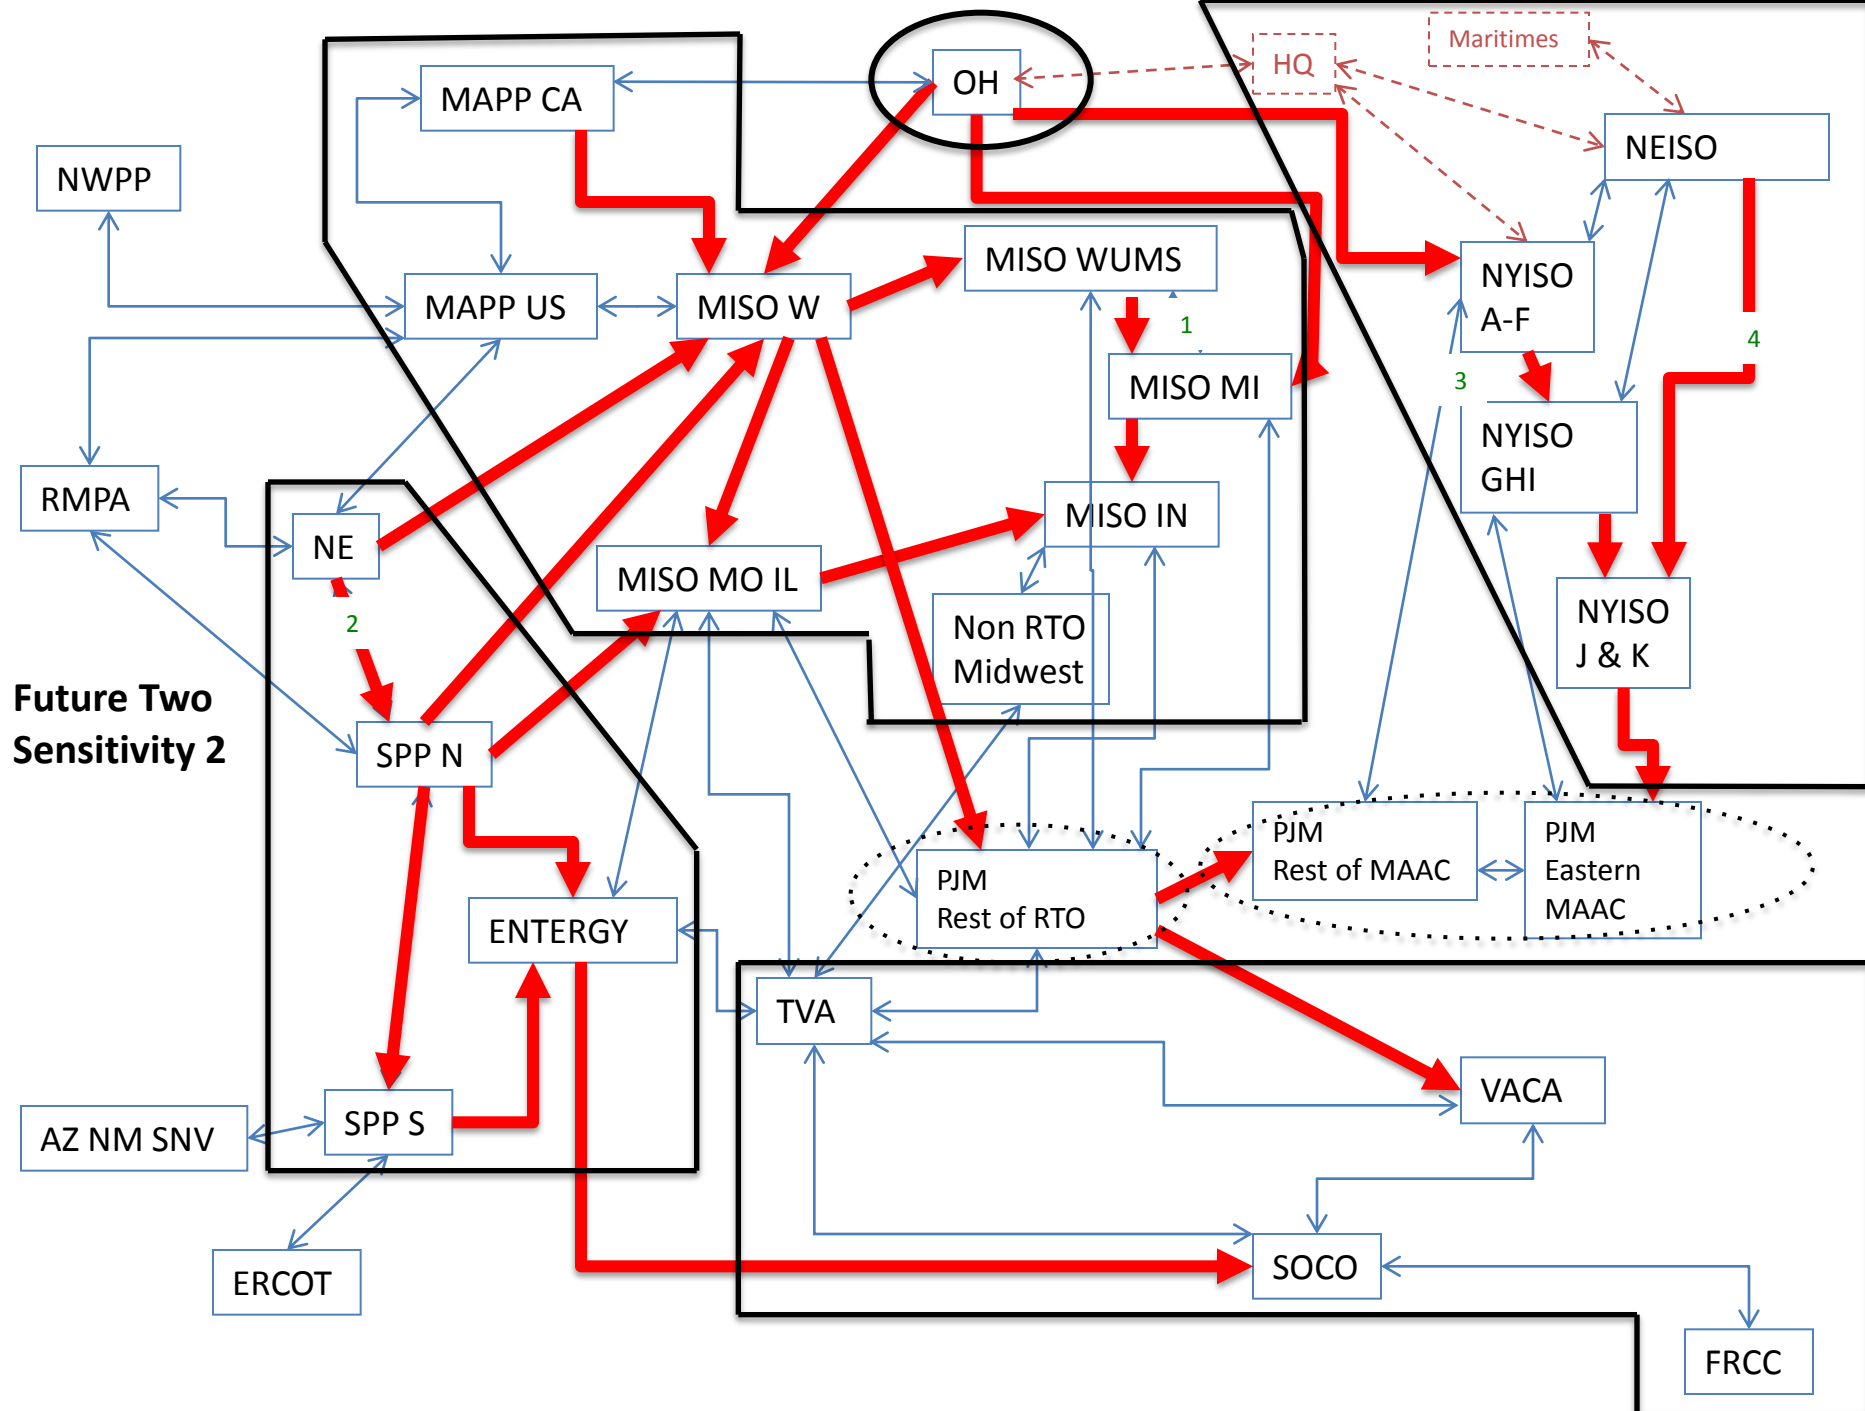 Maritimes
HQ
OH
MAPP CA
NEISO
NWPP
MISO WUMS
NYISO
A-F
MAPP US
MISO W
1
4
MISO MI
3
NYISO
GHI
RMPA
MISO IN
NE
MISO MO IL
NYISO
J & K
2
Non RTO
Midwest
Future Two
Sensitivity 2
SPP N
PJM
Rest of MAAC
PJM
Eastern
MAAC
PJM
Rest of RTO
ENTERGY
TVA
VACA
SPP S
AZ NM SNV
SOCO
ERCOT
FRCC